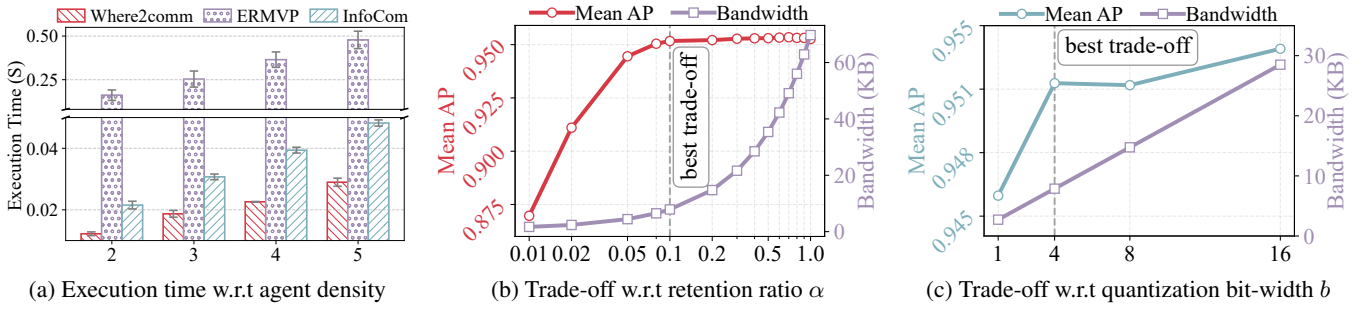 Where2comm ERMVP InfoCom
Execution Time (S)
0.50
0.25
0.04
0.02
2 3 4 5
(a) Execution time w.r.t agent density
Mean AP Bandwidth
Mean AP
0.950
0.925
0.900
0.875
best trade-off
Bandwidth (KB)
60
40
20
0
0.01 0.02 0.05 0.1 0.2 0.5 1.0
(b) Trade-off w.r.t retention ratio α
Mean AP Bandwidth
Mean AP
0.955
0.951
0.948
0.945
best trade-off
Bandwidth (KB)
30
20
10
0
1 4 8 16
(c) Trade-off w.r.t quantization bit-width b